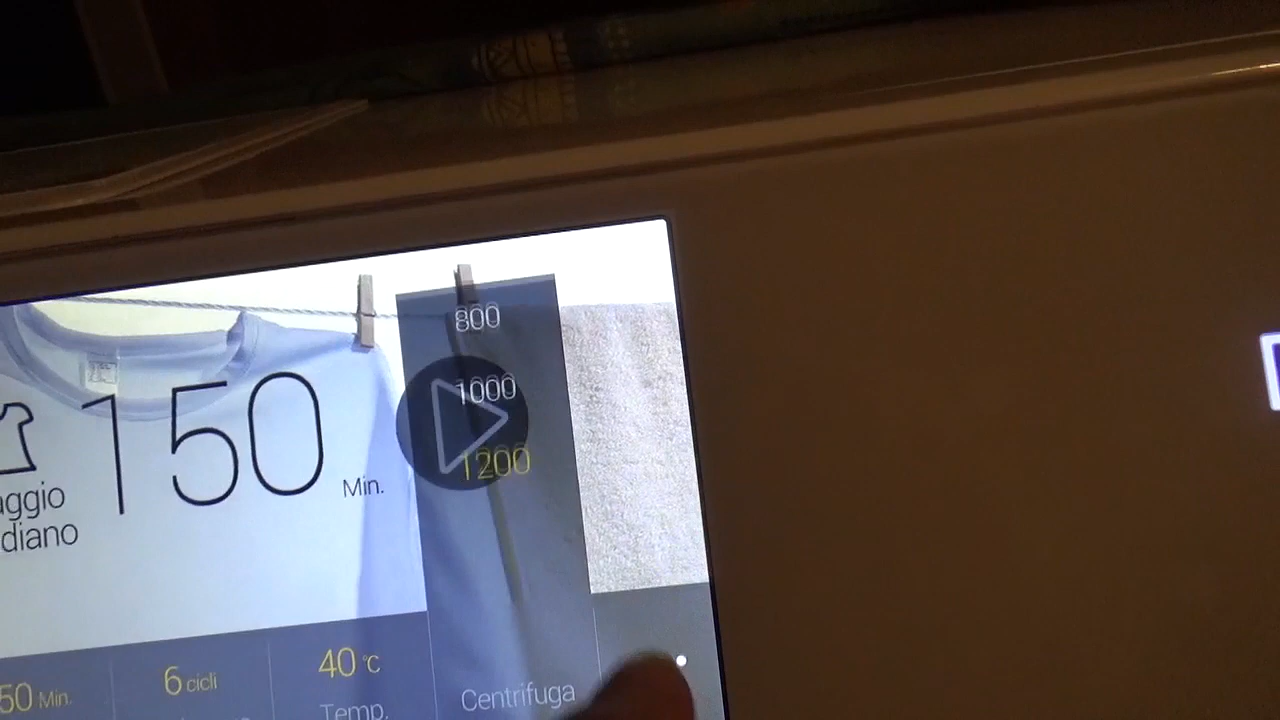 800
1000
1200
150 Min.
aggio
diano
50 Min.
6 cicli
40 °C
Temp.
Centrifuga